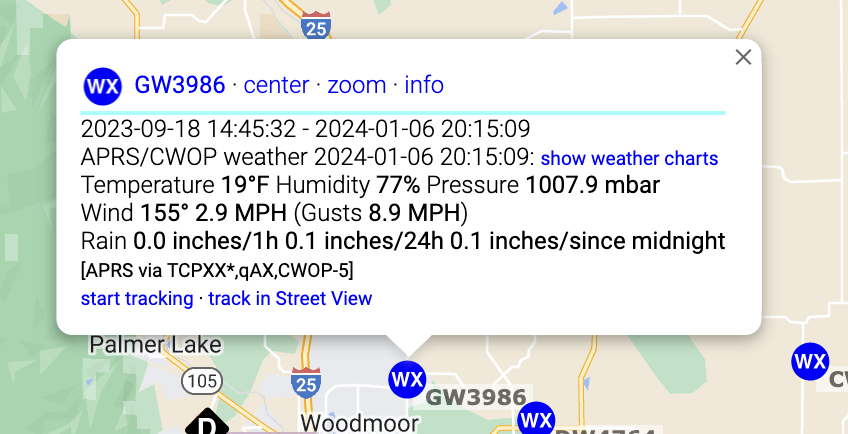 25
WX GW3986 · center · zoom · info
2023-09-18 14:45:32 - 2024-01-06 20:15:09
APRS/CWOP weather 2024-01-06 20:15:09: show weather charts
Temperature 19°F Humidity 77% Pressure 1007.9 mbar
Wind 155° 2.9 MPH (Gusts 8.9 MPH)
Rain 0.0 inches/1h 0.1 inches/24h 0.1 inches/since midnight
[APRS via TCPXX*,qAX,CWOP-5]
start tracking · track in Street View
Palmer Lake
105
25
WX
GW3986
WX
D
Woodmoor
WX